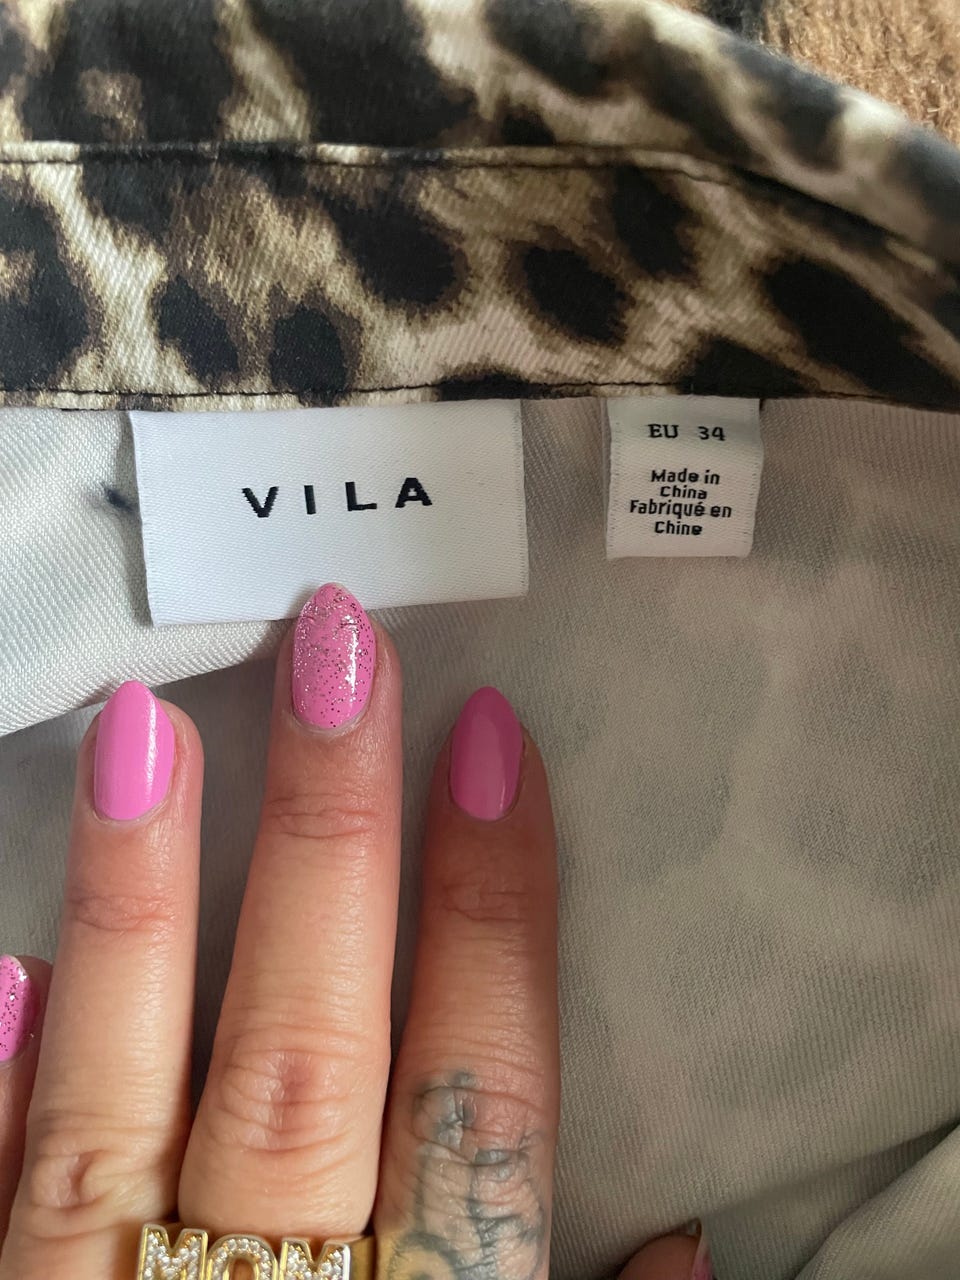 VILA
EU 34
Made in
China
Fabriqué en
Chine
MOM